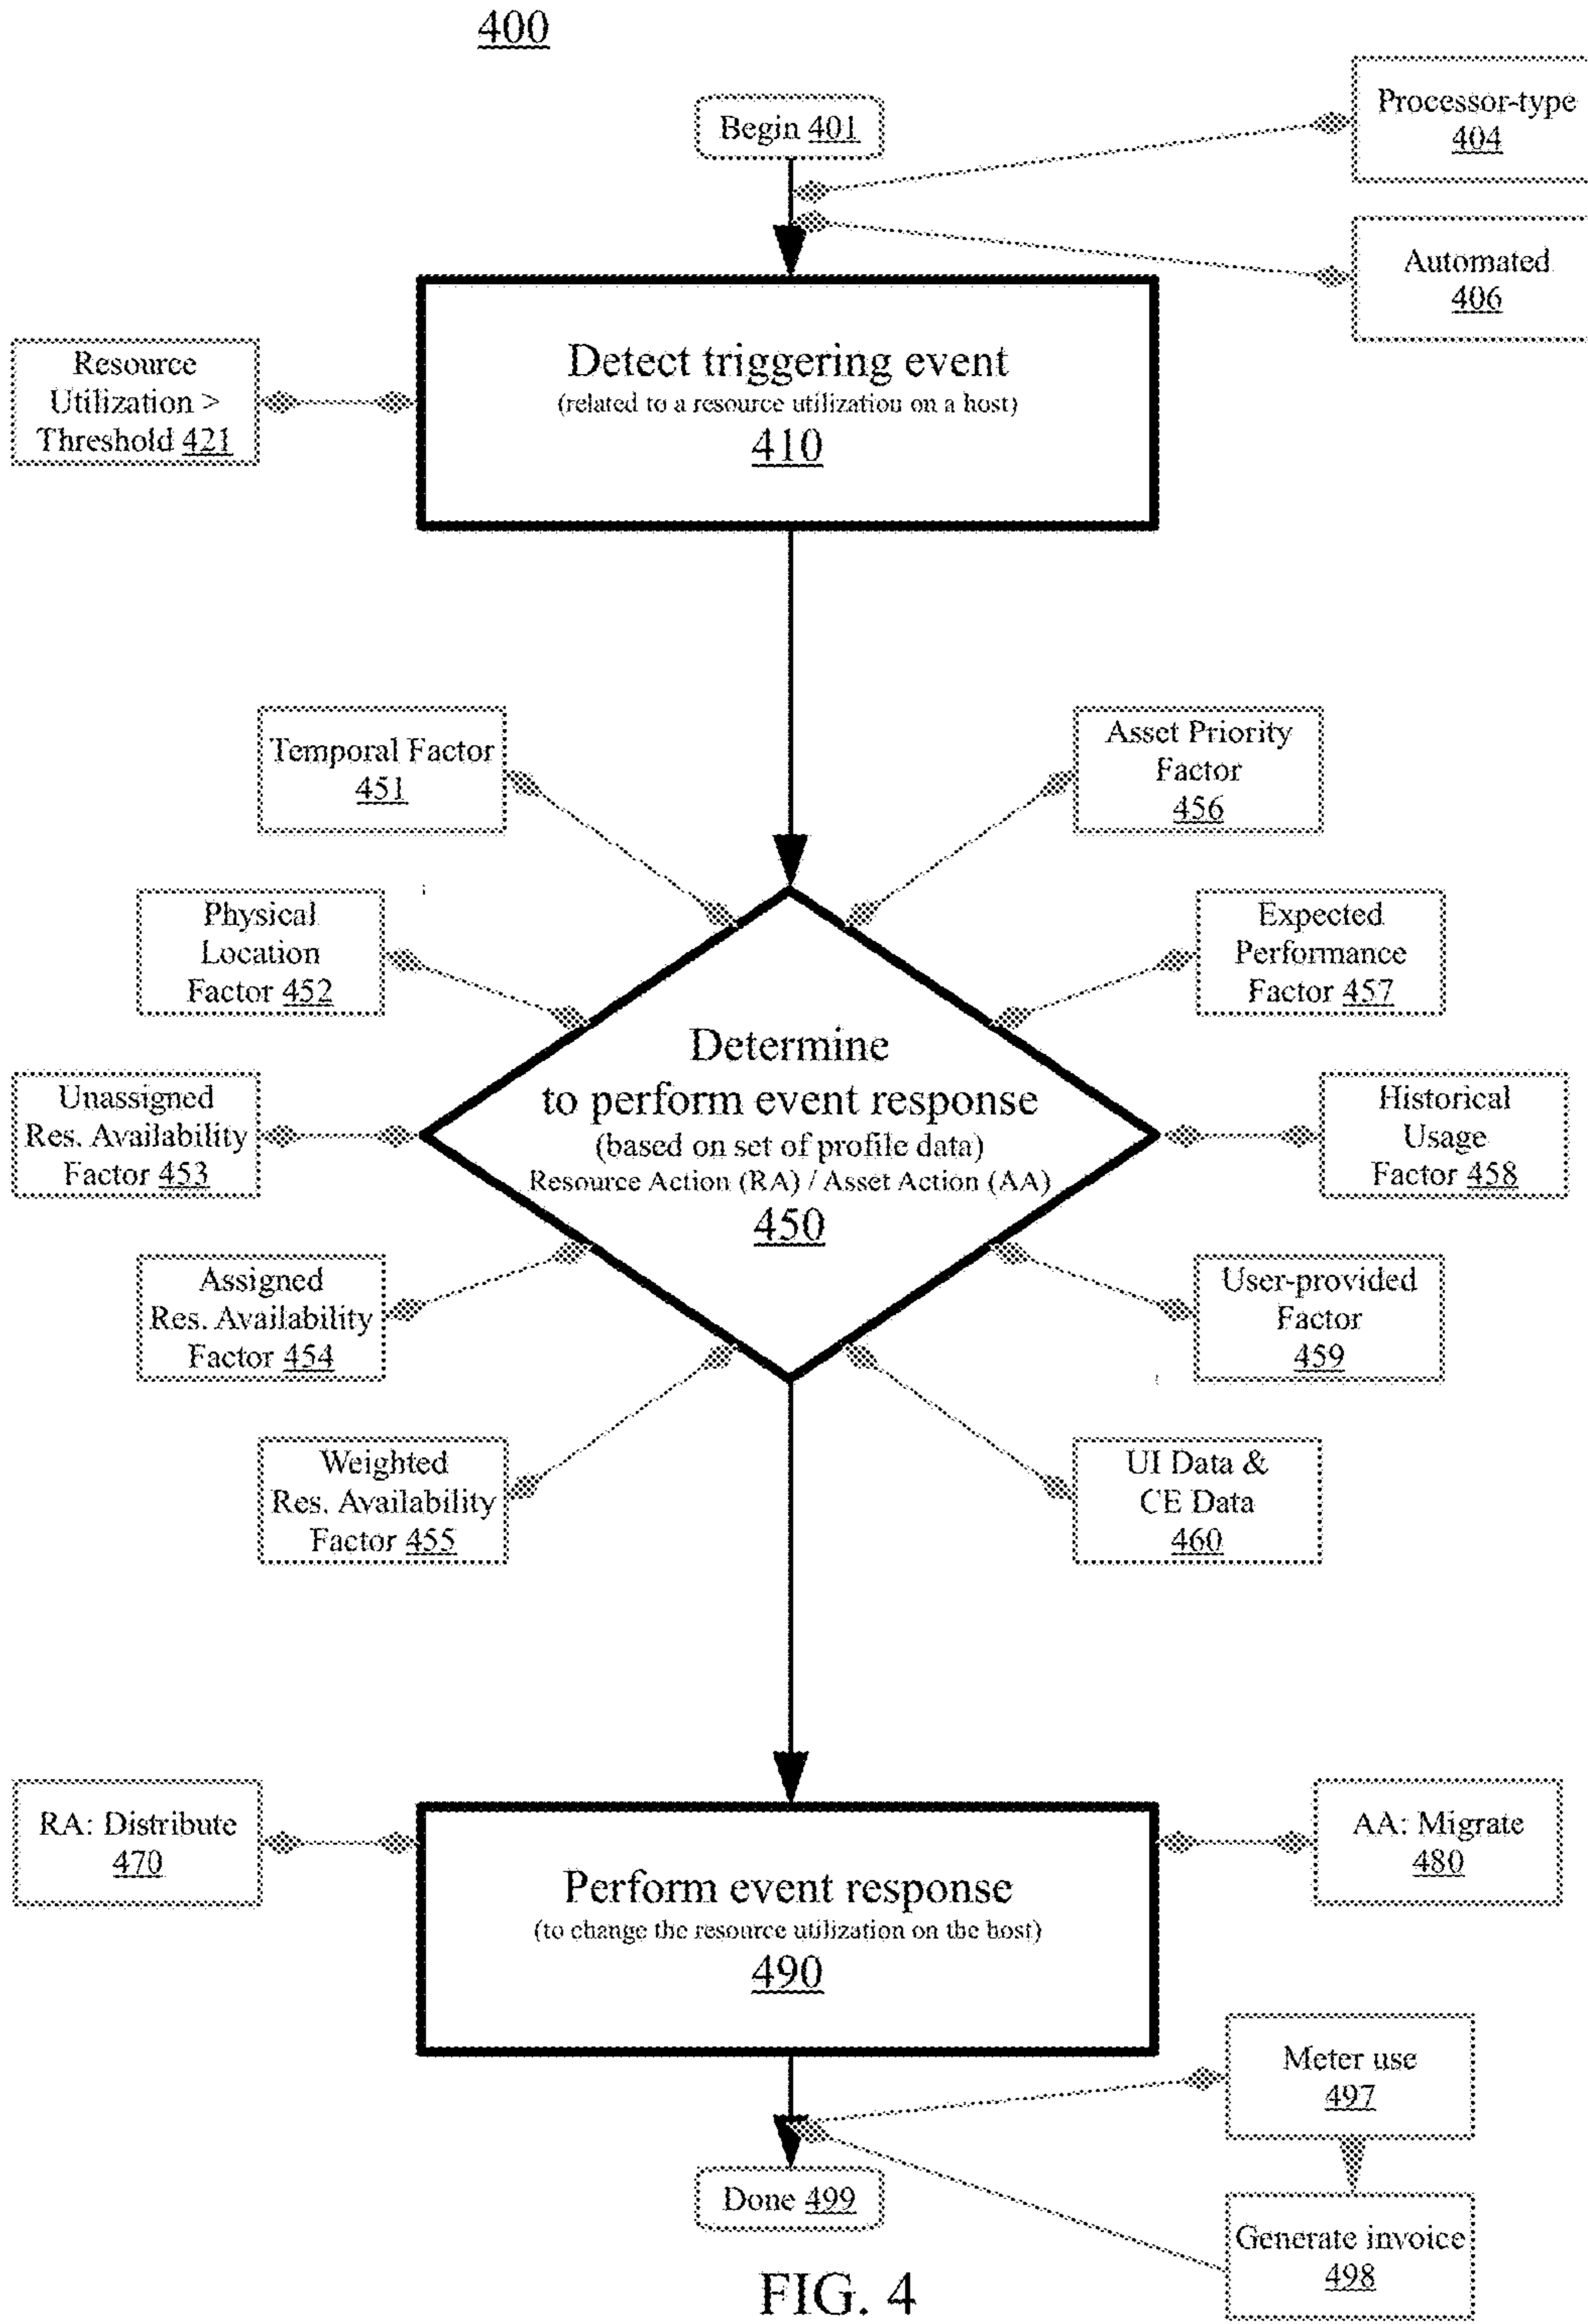 400
Begin 401
Processor-type
404
Automated
406
Resource
Utilization >
Threshold 421
Detect triggering event
(related to a resource utilization on a host)
410
Temporal Factor
451
Asset Priority
Factor
456
Physical
Location
Factor 452
Expected
Performance
Factor 457
Unassigned
Res. Availability
Factor 453
Determine
to perform event response
(based on set of profile data)
Resource Action (RA) / Asset Action (AA)
450
Historical
Usage
Factor 458
Assigned
Res. Availability
Factor 454
User-provided
Factor
459
Weighted
Res. Availability
Factor 455
UI Data &
CE Data
460
RA: Distribute
470
AA: Migrate
480
Perform event response
(to change the resource utilization on the host)
490
Meter use
497
Done 499
Generate invoice
498
FIG. 4